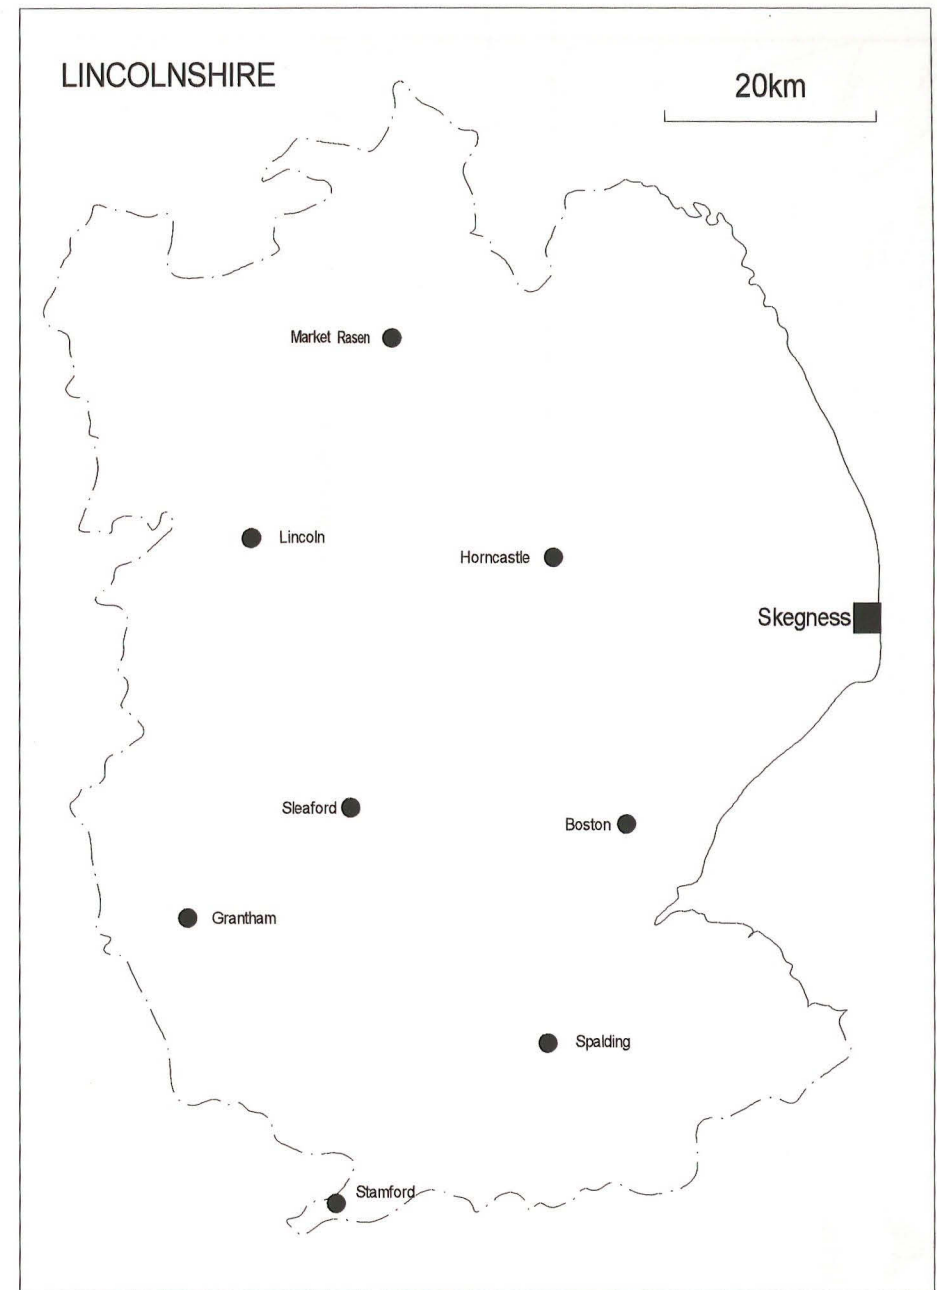 LINCOLNSHIRE
20km
Market Rasen
Lincoln
Horncastle
Skegness
Sleaford
Boston
Grantham
Spalding
Stamford